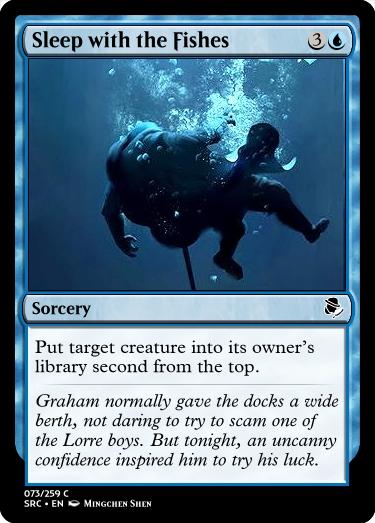 Sleep with the Fishes 3
Sorcery
Put target creature into its owner's
library second from the top.
Graham normally gave the docks a wide
berth, not daring to try to scam one of
the Lorre boys. But tonight, an uncanny
confidence inspired him to try his luck.
073/259 C
SRC • EN Mingchen Shen